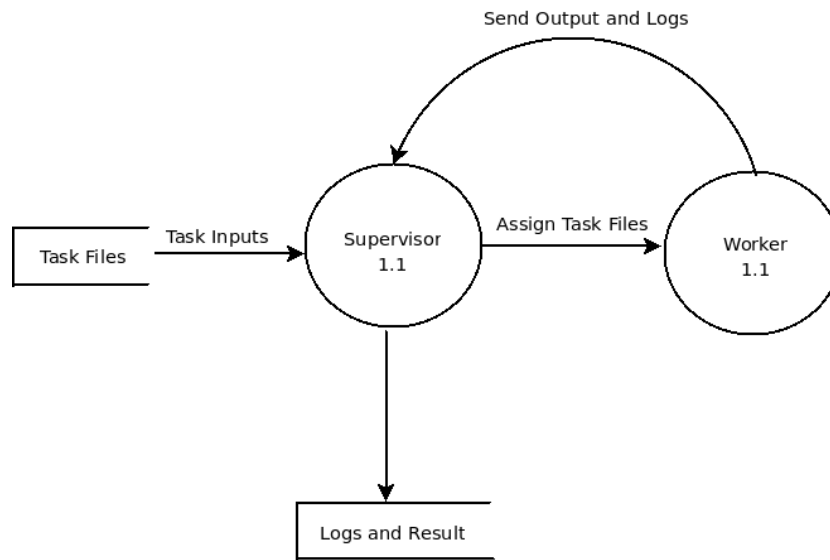 Send Output and Logs
Task Files
Task Inputs
Supervisor
1.1
Assign Task Files
Worker
1.1
Logs and Result